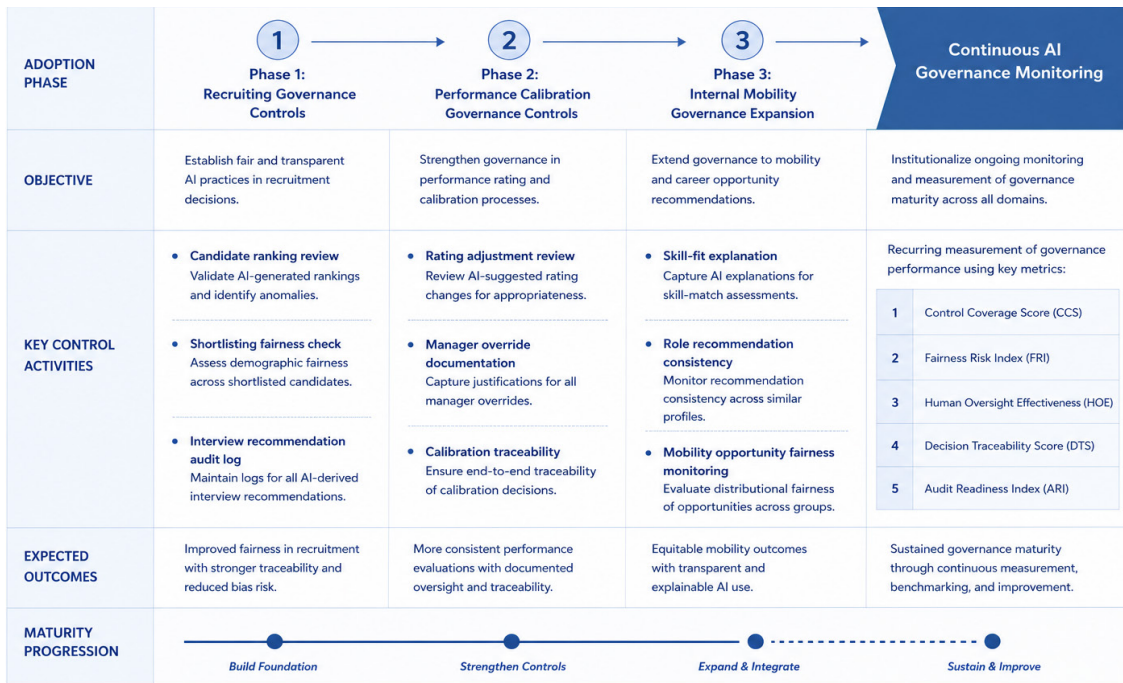 ADOPTION
PHASE
1
Phase 1:
Recruiting Governance
Controls
2
Phase 2:
Performance Calibration
Governance Controls
3
Phase 3:
Internal Mobility
Governance Expansion
Continuous AI
Governance Monitoring
OBJECTIVE
Establish fair and transparent
AI practices in recruitment
decisions.
Strengthen governance in
performance rating and
calibration processes.
Extend governance to mobility
and career opportunity
recommendations.
Institutionalize ongoing monitoring
and measurement of governance
maturity across all domains.
KEY CONTROL
ACTIVITIES
• Candidate ranking review
Validate AI-generated rankings
and identify anomalies.
• Shortlisting fairness check
Assess demographic fairness
across shortlisted candidates.
• Interview recommendation
audit log
Maintain logs for all AI-derived
interview recommendations.
• Rating adjustment review
Review AI-suggested rating
changes for appropriateness.
• Manager override
documentation
Capture justifications for all
manager overrides.
• Calibration traceability
Ensure end-to-end traceability
of calibration decisions.
• Skill-fit explanation
Capture AI explanations for
skill-match assessments.
• Role recommendation
consistency
Monitor recommendation
consistency across similar
profiles.
• Mobility opportunity fairness
monitoring
Evaluate distributional fairness
of opportunities across groups.
Recurring measurement of governance
performance using key metrics:
1 Control Coverage Score (CCS)
2 Fairness Risk Index (FRI)
3 Human Oversight Effectiveness (HOE)
4 Decision Traceability Score (DTS)
5 Audit Readiness Index (ARI)
EXPECTED
OUTCOMES
Improved fairness in recruitment
with stronger traceability and
reduced bias risk.
More consistent performance
evaluations with documented
oversight and traceability.
Equitable mobility outcomes
with transparent and
explainable AI use.
Sustained governance maturity
through continuous measurement,
benchmarking, and improvement.
MATURITY
PROGRESSION
Build Foundation
Strengthen Controls
Expand & Integrate
Sustain & Improve